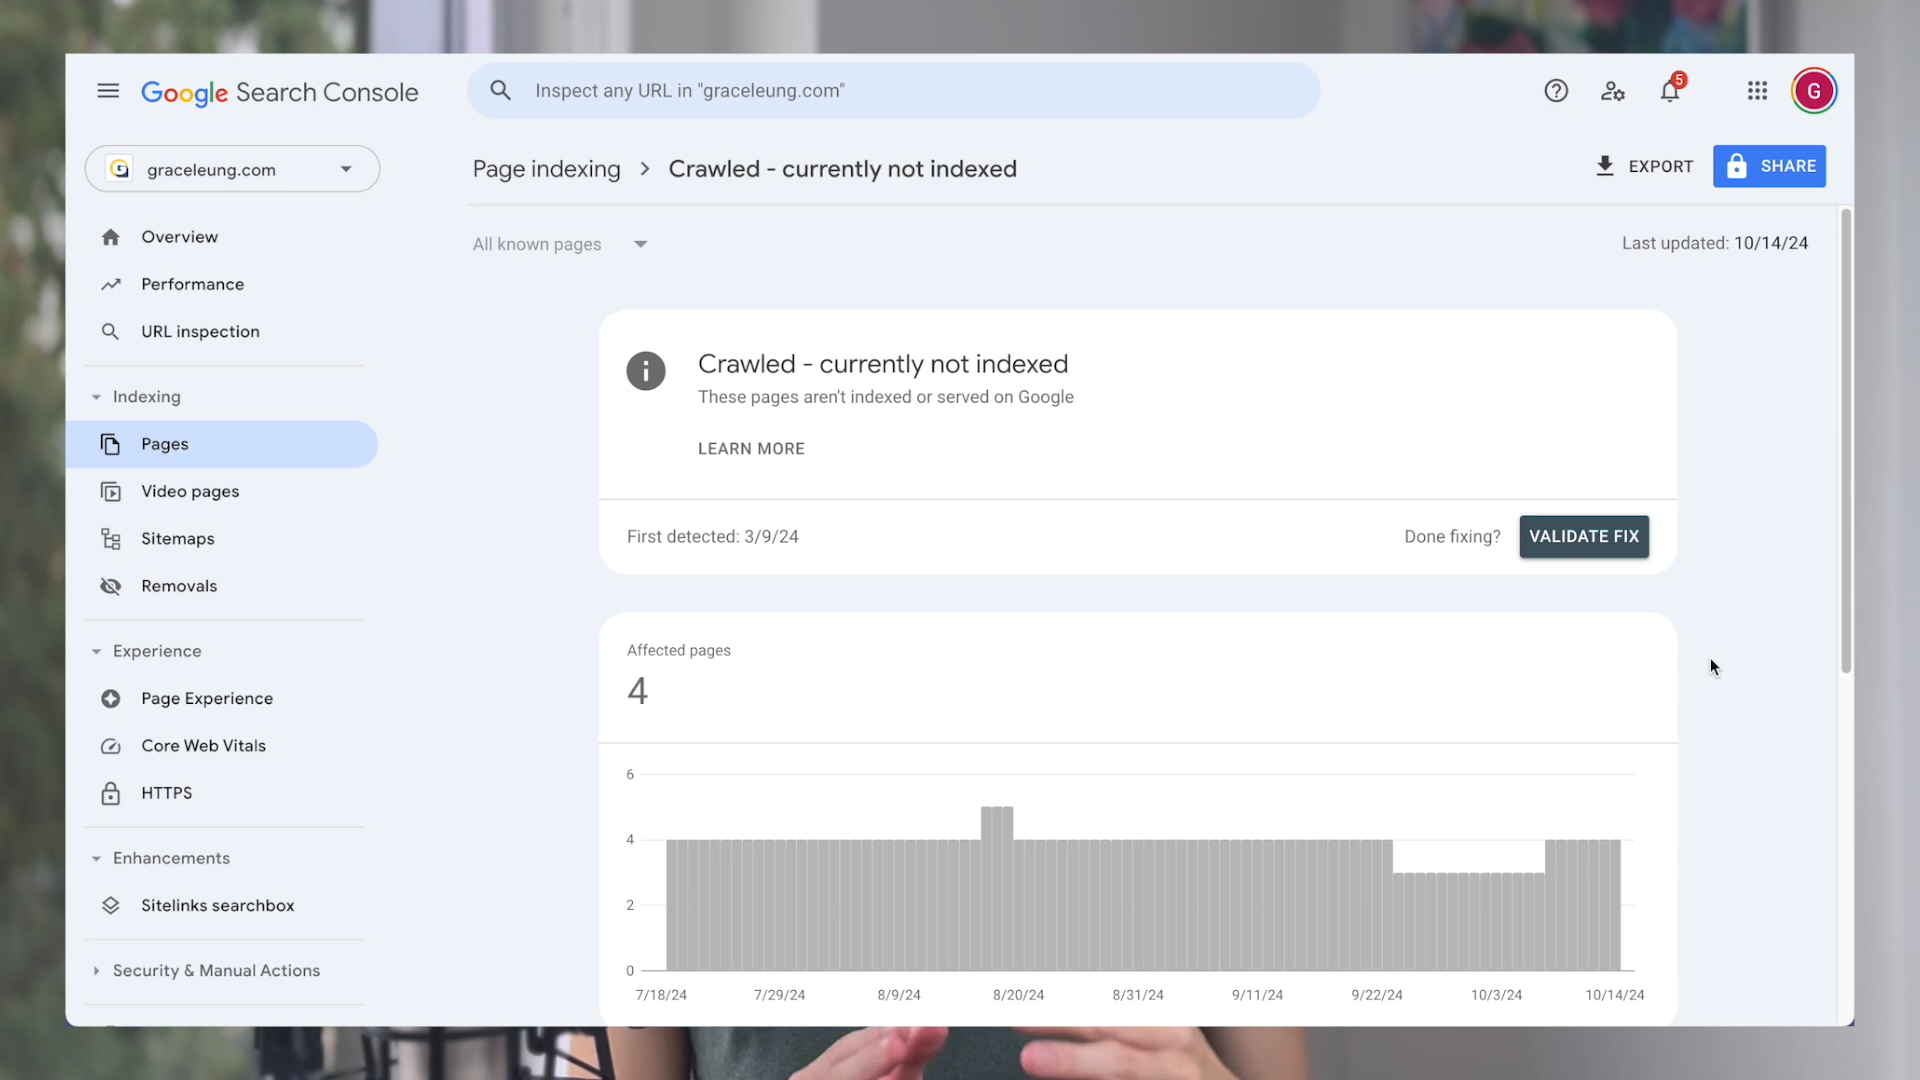 Google Search Console
Inspect any URL in "graceleung.com"
5
G
graceleung.com
Page indexing > Crawled - currently not indexed
EXPORT
SHARE
Overview
Performance
URL inspection
Indexing
Pages
Video pages
Sitemaps
Removals
Experience
Page Experience
Core Web Vitals
HTTPS
Enhancements
Sitelinks searchbox
Security & Manual Actions
All known pages
Last updated: 10/14/24
Crawled - currently not indexed
These pages aren't indexed or served on Google
LEARN MORE
First detected: 3/9/24
Done fixing?
VALIDATE FIX
Affected pages
4
6
4
2
0
7/18/24 7/29/24 8/9/24 8/20/24 8/31/24 9/11/24 9/22/24 10/3/24 10/14/24